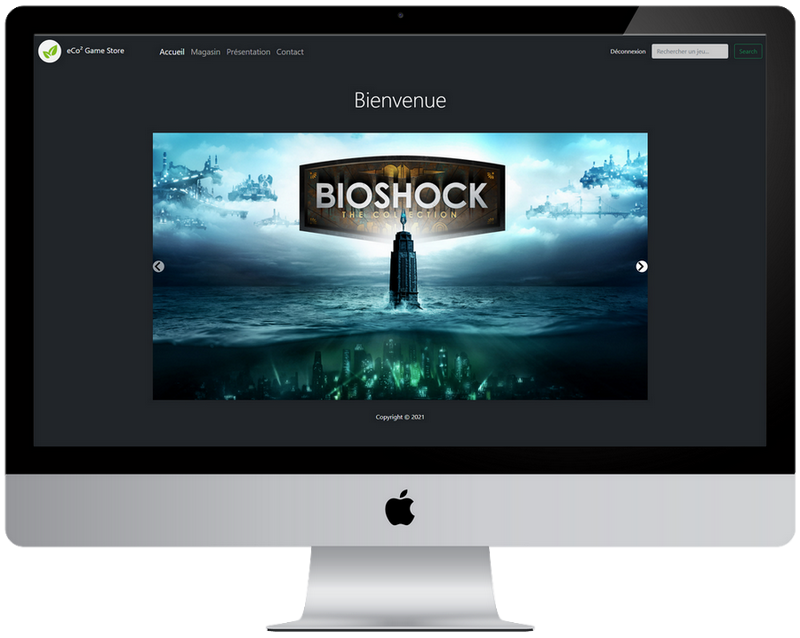 eCo² Game Store
Accueil Magasin Présentation Contact
Déconnexion Rechercher un jeu... Search
Bienvenue
BIOSHOCK
THE COLLECTION
Copyright © 2021